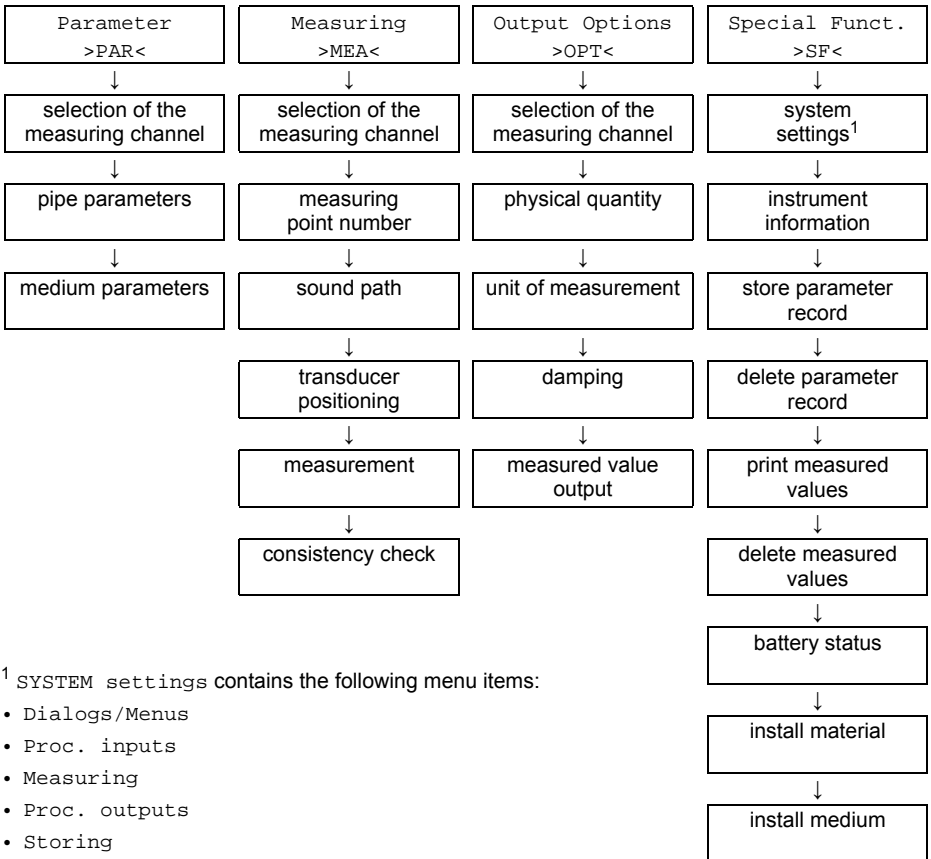 Parameter
>PAR<
↓
selection of the
measuring channel
↓
pipe parameters
↓
medium parameters
Measuring
>MEA<
↓
selection of the
measuring channel
↓
measuring
point number
↓
sound path
↓
transducer
positioning
↓
measurement
↓
consistency check
Output Options
>OPT<
↓
selection of the
measuring channel
↓
physical quantity
↓
unit of measurement
↓
damping
↓
measured value
output
Special Funct.
>SF<
↓
system
settings1
↓
instrument
information
↓
store parameter
record
↓
delete parameter
record
↓
print measured
values
↓
delete measured
values
↓
battery status
↓
install material
↓
install medium
1 SYSTEM settings contains the following menu items:
• Dialogs/Menus
• Proc. inputs
• Measuring
• Proc. outputs
• Storing